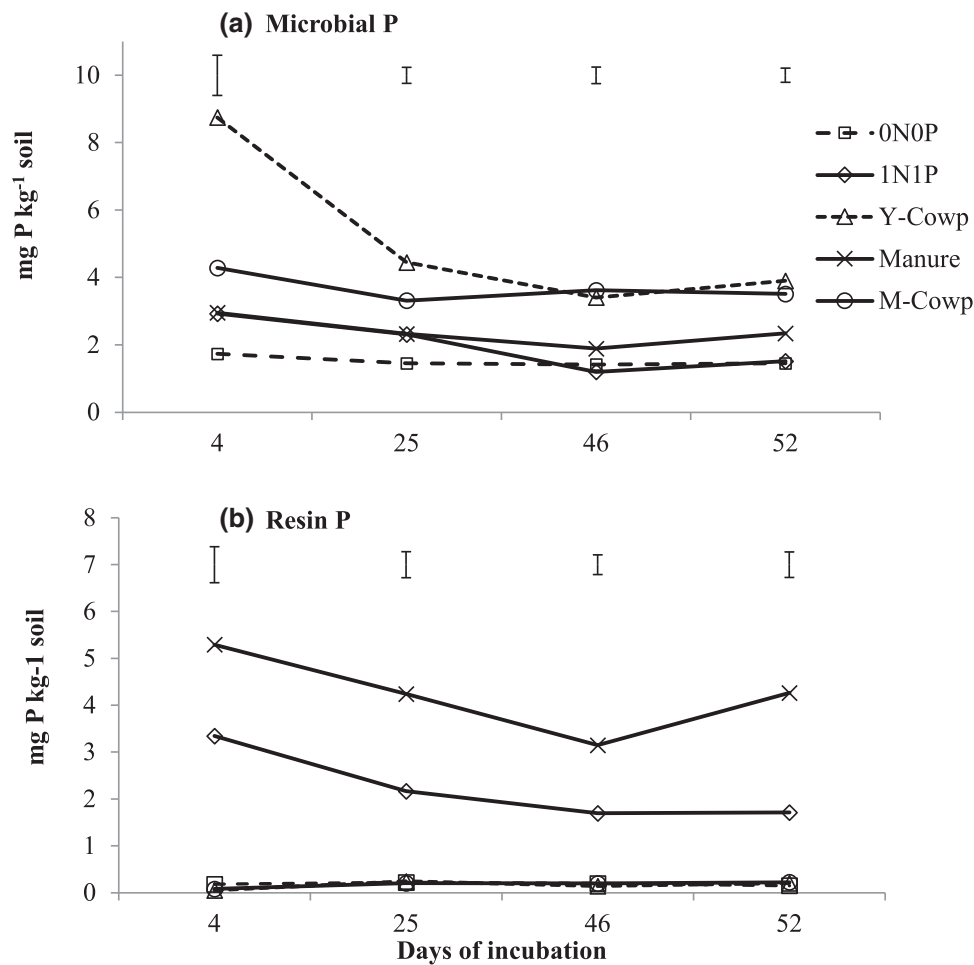 (a) Microbial P
mg P kg⁻¹ soil
10
8
6
4
2
0
4 25 46 52
0N0P
1N1P
Y-Cowp
Manure
M-Cowp
(b) Resin P
mg P kg-1 soil
8
7
6
5
4
3
2
1
0
4 25 46 52
Days of incubation